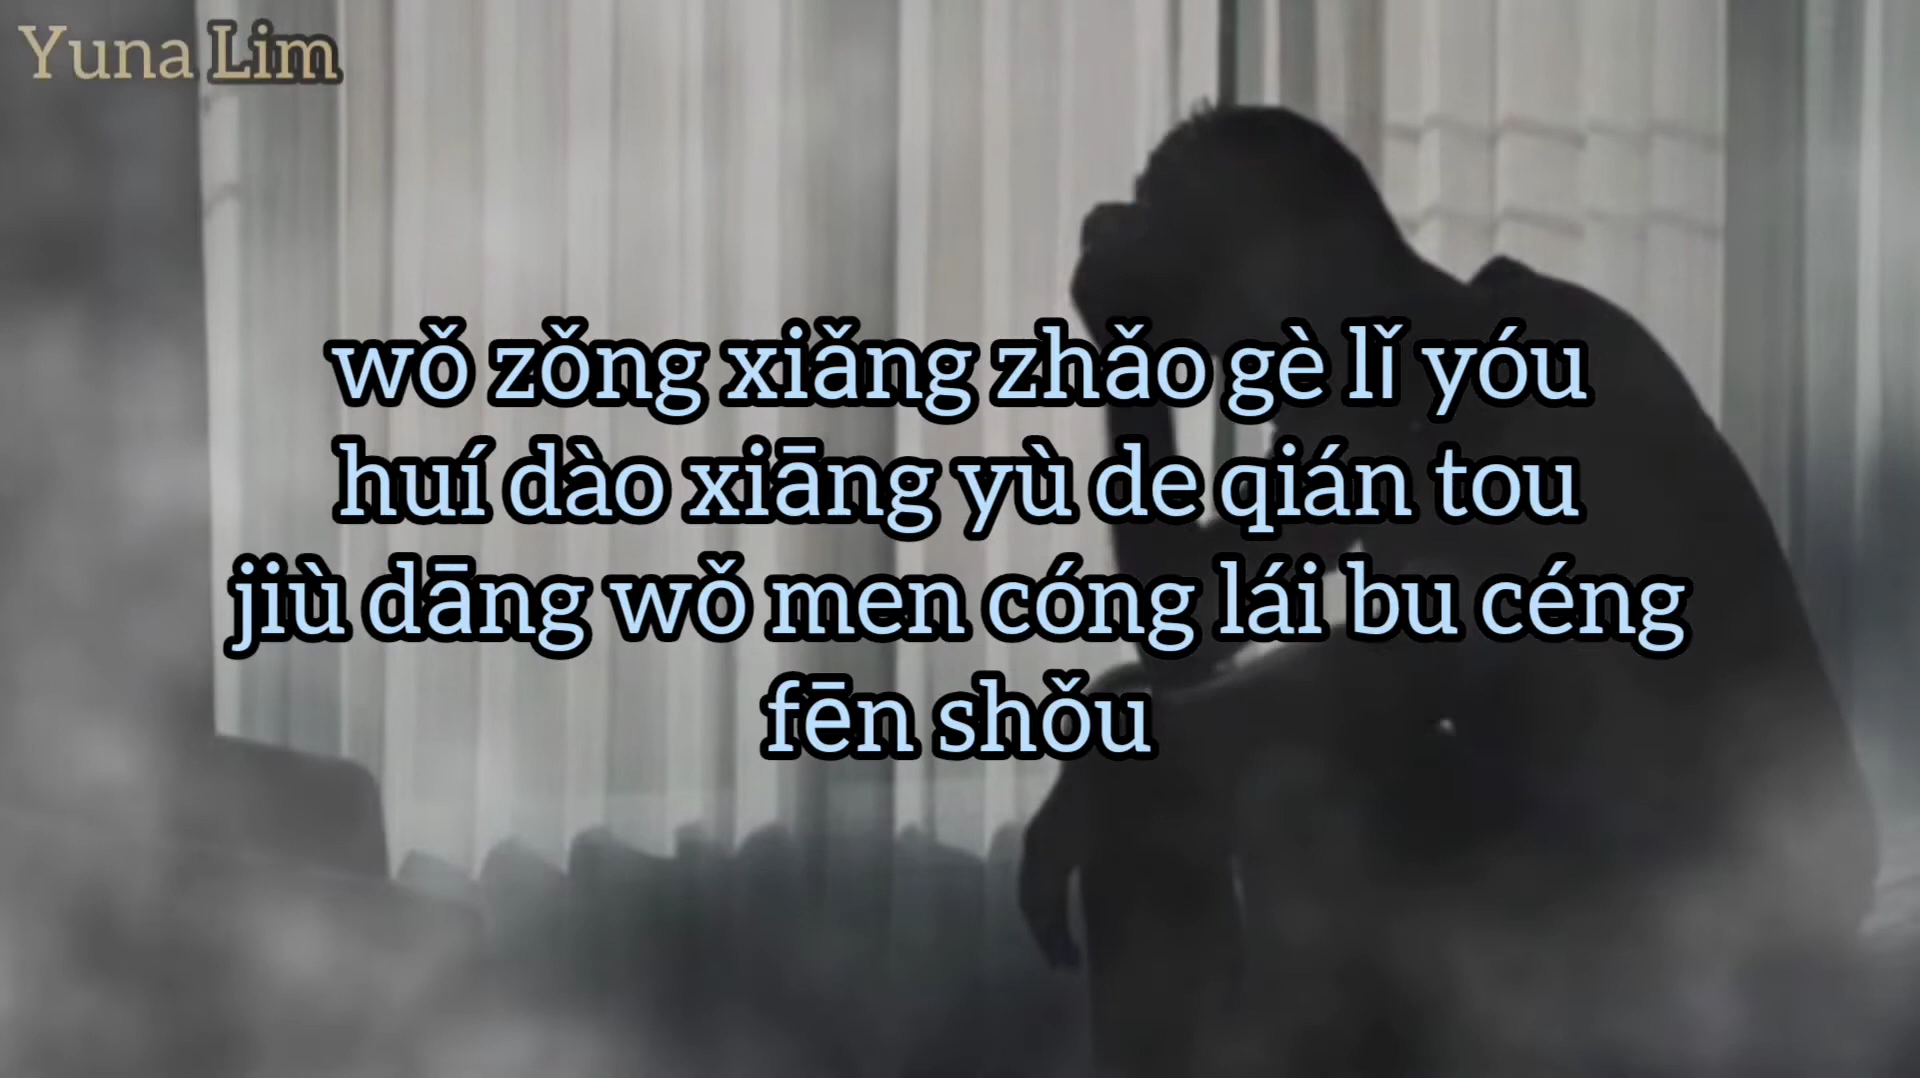 Yuna Lim
wǒ zǒng xiǎng zhǎo gè lǐ yóu
huí dào xiāng yù de qián tou
jiù dāng wǒ men cóng lái bu céng
fēn shǒu